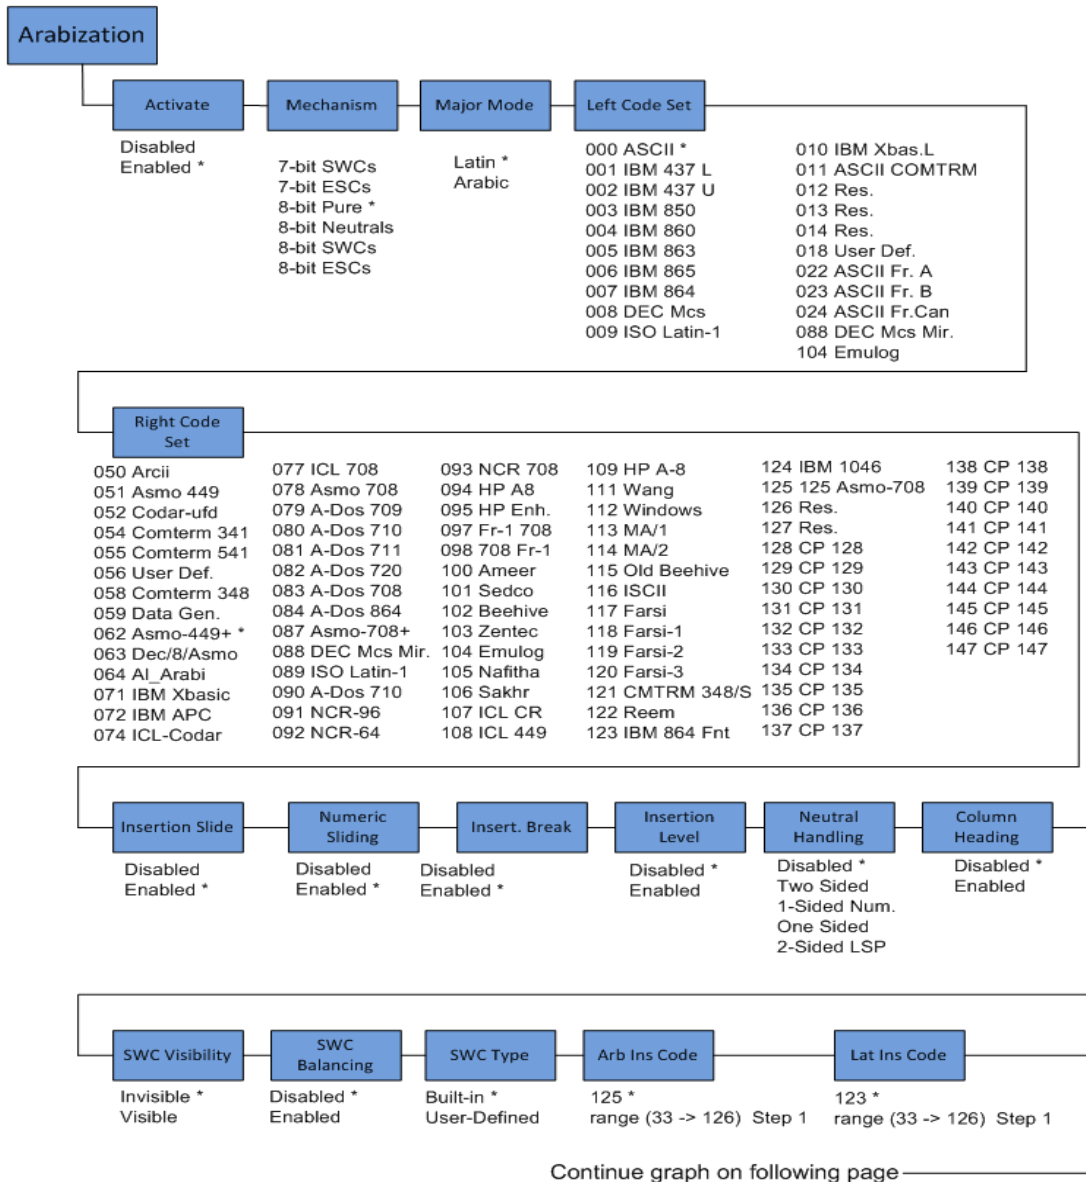 Arabization
Activate
Disabled
Enabled *
Mechanism
7-bit SWCs
7-bit ESCs
8-bit Pure *
8-bit Neutrals
8-bit SWCs
8-bit ESCs
Major Mode
Latin *
Arabic
Left Code Set
000 ASCII *
001 IBM 437 L
002 IBM 437 U
003 IBM 850
004 IBM 860
005 IBM 863
006 IBM 865
007 IBM 864
008 DEC Mcs
009 ISO Latin-1
010 IBM Xbas.L
011 ASCII COMTRM
012 Res.
013 Res.
014 Res.
018 User Def.
022 ASCII Fr. A
023 ASCII Fr. B
024 ASCII Fr.Can
088 DEC Mcs Mir.
104 Emulog
Right Code
Set
050 Arcii
051 Asmo 449
052 Codar-ufd
054 Comterm 341
055 Comterm 541
056 User Def.
058 Comterm 348
059 Data Gen.
062 Asmo-449+ *
063 Dec/8/Asmo
064 Al_Arabi
071 IBM Xbasic
072 IBM APC
074 ICL-Codar
077 ICL 708
078 Asmo 708
079 A-Dos 709
080 A-Dos 710
081 A-Dos 711
082 A-Dos 720
083 A-Dos 708
084 A-Dos 864
087 Asmo-708+
088 DEC Mcs Mir.
089 ISO Latin-1
090 A-Dos 710
091 NCR-96
092 NCR-64
093 NCR 708
094 HP A8
095 HP Enh.
097 Fr-1 708
098 708 Fr-1
100 Ameer
101 Sedco
102 Beehive
103 Zentec
104 Emulog
105 Nafitha
106 Sakhr
107 ICL CR
108 ICL 449
109 HP A-8
111 Wang
112 Windows
113 MA/1
114 MA/2
115 Old Beehive
116 ISCII
117 Farsi
118 Farsi-1
119 Farsi-2
120 Farsi-3
121 CMTRM 348/S
122 Reem
123 IBM 864 Fnt
124 IBM 1046
125 125 Asmo-708
126 Res.
127 Res.
128 CP 128
129 CP 129
130 CP 130
131 CP 131
132 CP 132
133 CP 133
134 CP 134
135 CP 135
136 CP 136
137 CP 137
138 CP 138
139 CP 139
140 CP 140
141 CP 141
142 CP 142
143 CP 143
144 CP 144
145 CP 145
146 CP 146
147 CP 147
Insertion Slide
Disabled
Enabled *
Numeric
Sliding
Disabled
Enabled *
Insert. Break
Disabled
Enabled *
Insertion
Level
Disabled *
Enabled
Neutral
Handling
Disabled *
Two Sided
1-Sided Num.
One Sided
2-Sided LSP
Column
Heading
Disabled *
Enabled
SWC Visibility
Invisible *
Visible
SWC
Balancing
Disabled *
Enabled
SWC Type
Built-in *
User-Defined
Arb Ins Code
125 *
range (33 -> 126) Step 1
Lat Ins Code
123 *
range (33 -> 126) Step 1
Continue graph on following page